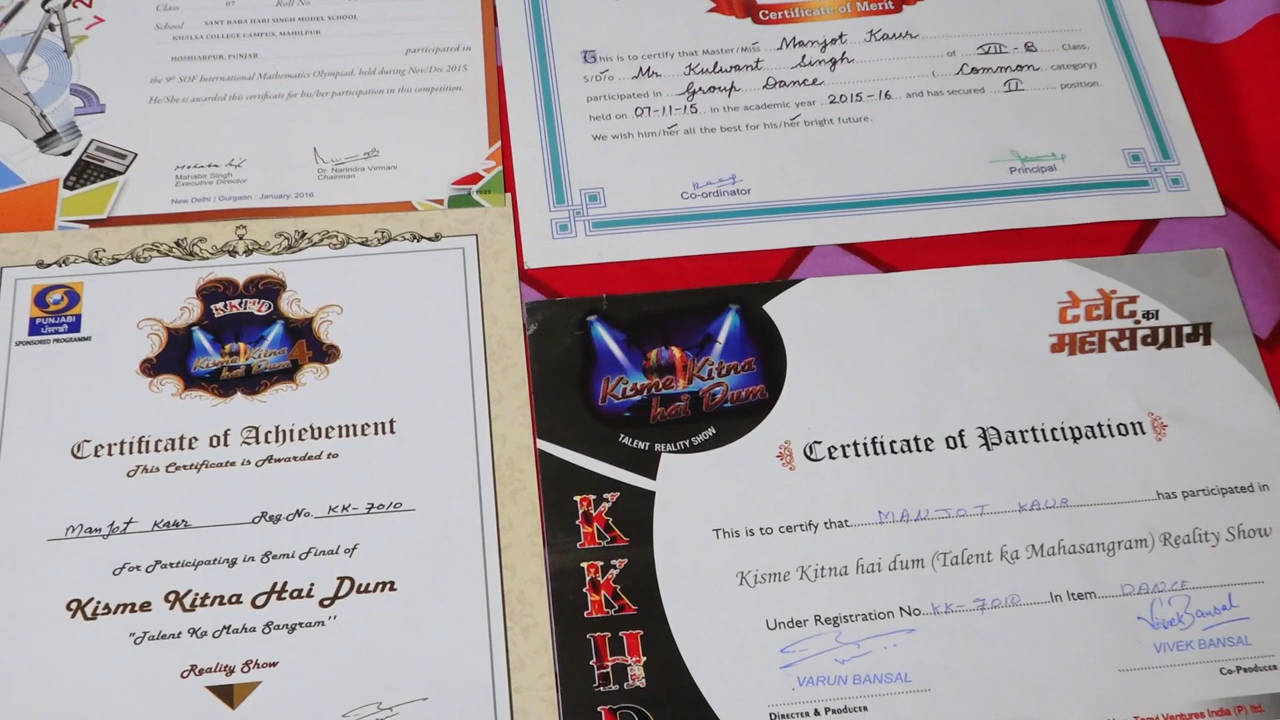 Class 07 Roll No
School SANT BABA HARI SINGH MODEL SCHOOL
KHALSA COLLEGE CAMPUS, MAHILPUR
HOSHARPUR, PUNJAB participated in
the 9th SOF International Mathematics Olympiad. held during Nov/Dec 2015.
He/She is awarded this certificate for his/her participation in this competition.
Mahabir Singh
Executive Director
Dr. Narindra Virmani
Chairman
New Delhi | Gurgaon : January, 2016
Certificate of Merit
This is to certify that Master/Miss Manjot Kaur
S/D/o Mr. Kulwant Singh of VII-B Class,
participated in Group Dance ( Common category)
held on 07-11-15 in the academic year 2015-16 and has secured II position.
We wish him/her all the best for his/her bright future.
Co-ordinator
Principal
PUNJABI
ਪੰਜਾਬੀ
SPONSORED PROGRAMME
KKHD
Kisme Kitna 4
hai Dum
Certificate of Achievement
This Certificate is Awarded to
Manjot Kaur Reg.No. KK-7010
For Participating in Semi Final of
Kisme Kitna Hai Dum
"Talent Ka Maha Sangram"
Reality Show
Kisme Kitna
hai Dum
TALENT REALITY SHOW
टेलेंट का
महासंग्राम
K
K
H
D
Certificate of Participation
This is to certify that MANJOT KAUR has participated in
Kisme Kitna hai dum (Talent ka Mahasangram) Reality Show
Under Registration No. KK-7010 In Item DANCE
Vivek Bansal
VARUN BANSAL
VIVEK BANSAL
DIRECTER & PRODUCER
CO-PRODUCER
Ventures India (P) ltd.